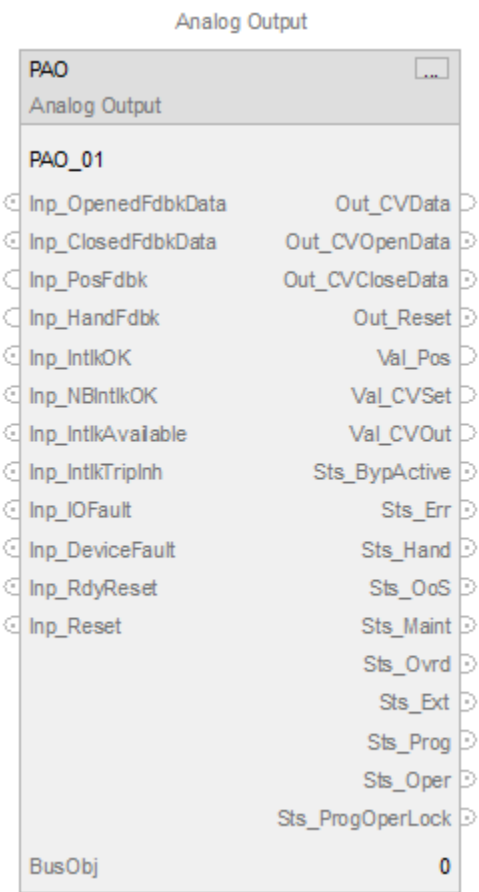 Analog Output
PAO ...
Analog Output
PAO_01
Inp_OpenedFdbkData Out_CVData
Inp_ClosedFdbkData Out_CVOpenData
Inp_PosFdbk Out_CVCloseData
Inp_HandFdbk Out_Reset
Inp_IntlkOK Val_Pos
Inp_NBIntlkOK Val_CVSet
Inp_IntlkAvailable Val_CVOut
Inp_IntlkTripInh Sts_BypActive
Inp_IOFault Sts_Err
Inp_DeviceFault Sts_Hand
Inp_RdyReset Sts_OoS
Inp_Reset Sts_Maint
Sts_Ovrd
Sts_Ext
Sts_Prog
Sts_Oper
Sts_ProgOperLock
BusObj 0